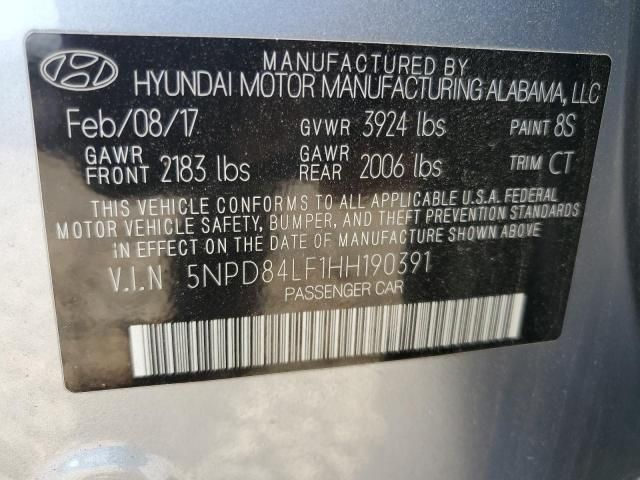 MANUFACTURED BY
HYUNDAI MOTOR MANUFACTURING ALABAMA, LLC
Feb/08/17 GVWR 3924 lbs PAINT 8S
GAWR FRONT 2183 lbs GAWR REAR 2006 lbs TRIM CT
THIS VEHICLE CONFORMS TO ALL APPLICABLE U.S.A. FEDERAL
MOTOR VEHICLE SAFETY, BUMPER, AND THEFT PREVENTION STANDARDS
IN EFFECT ON THE DATE OF MANUFACTURE SHOWN ABOVE.
V.I.N 5NPD84LF1HH190391
PASSENGER CAR